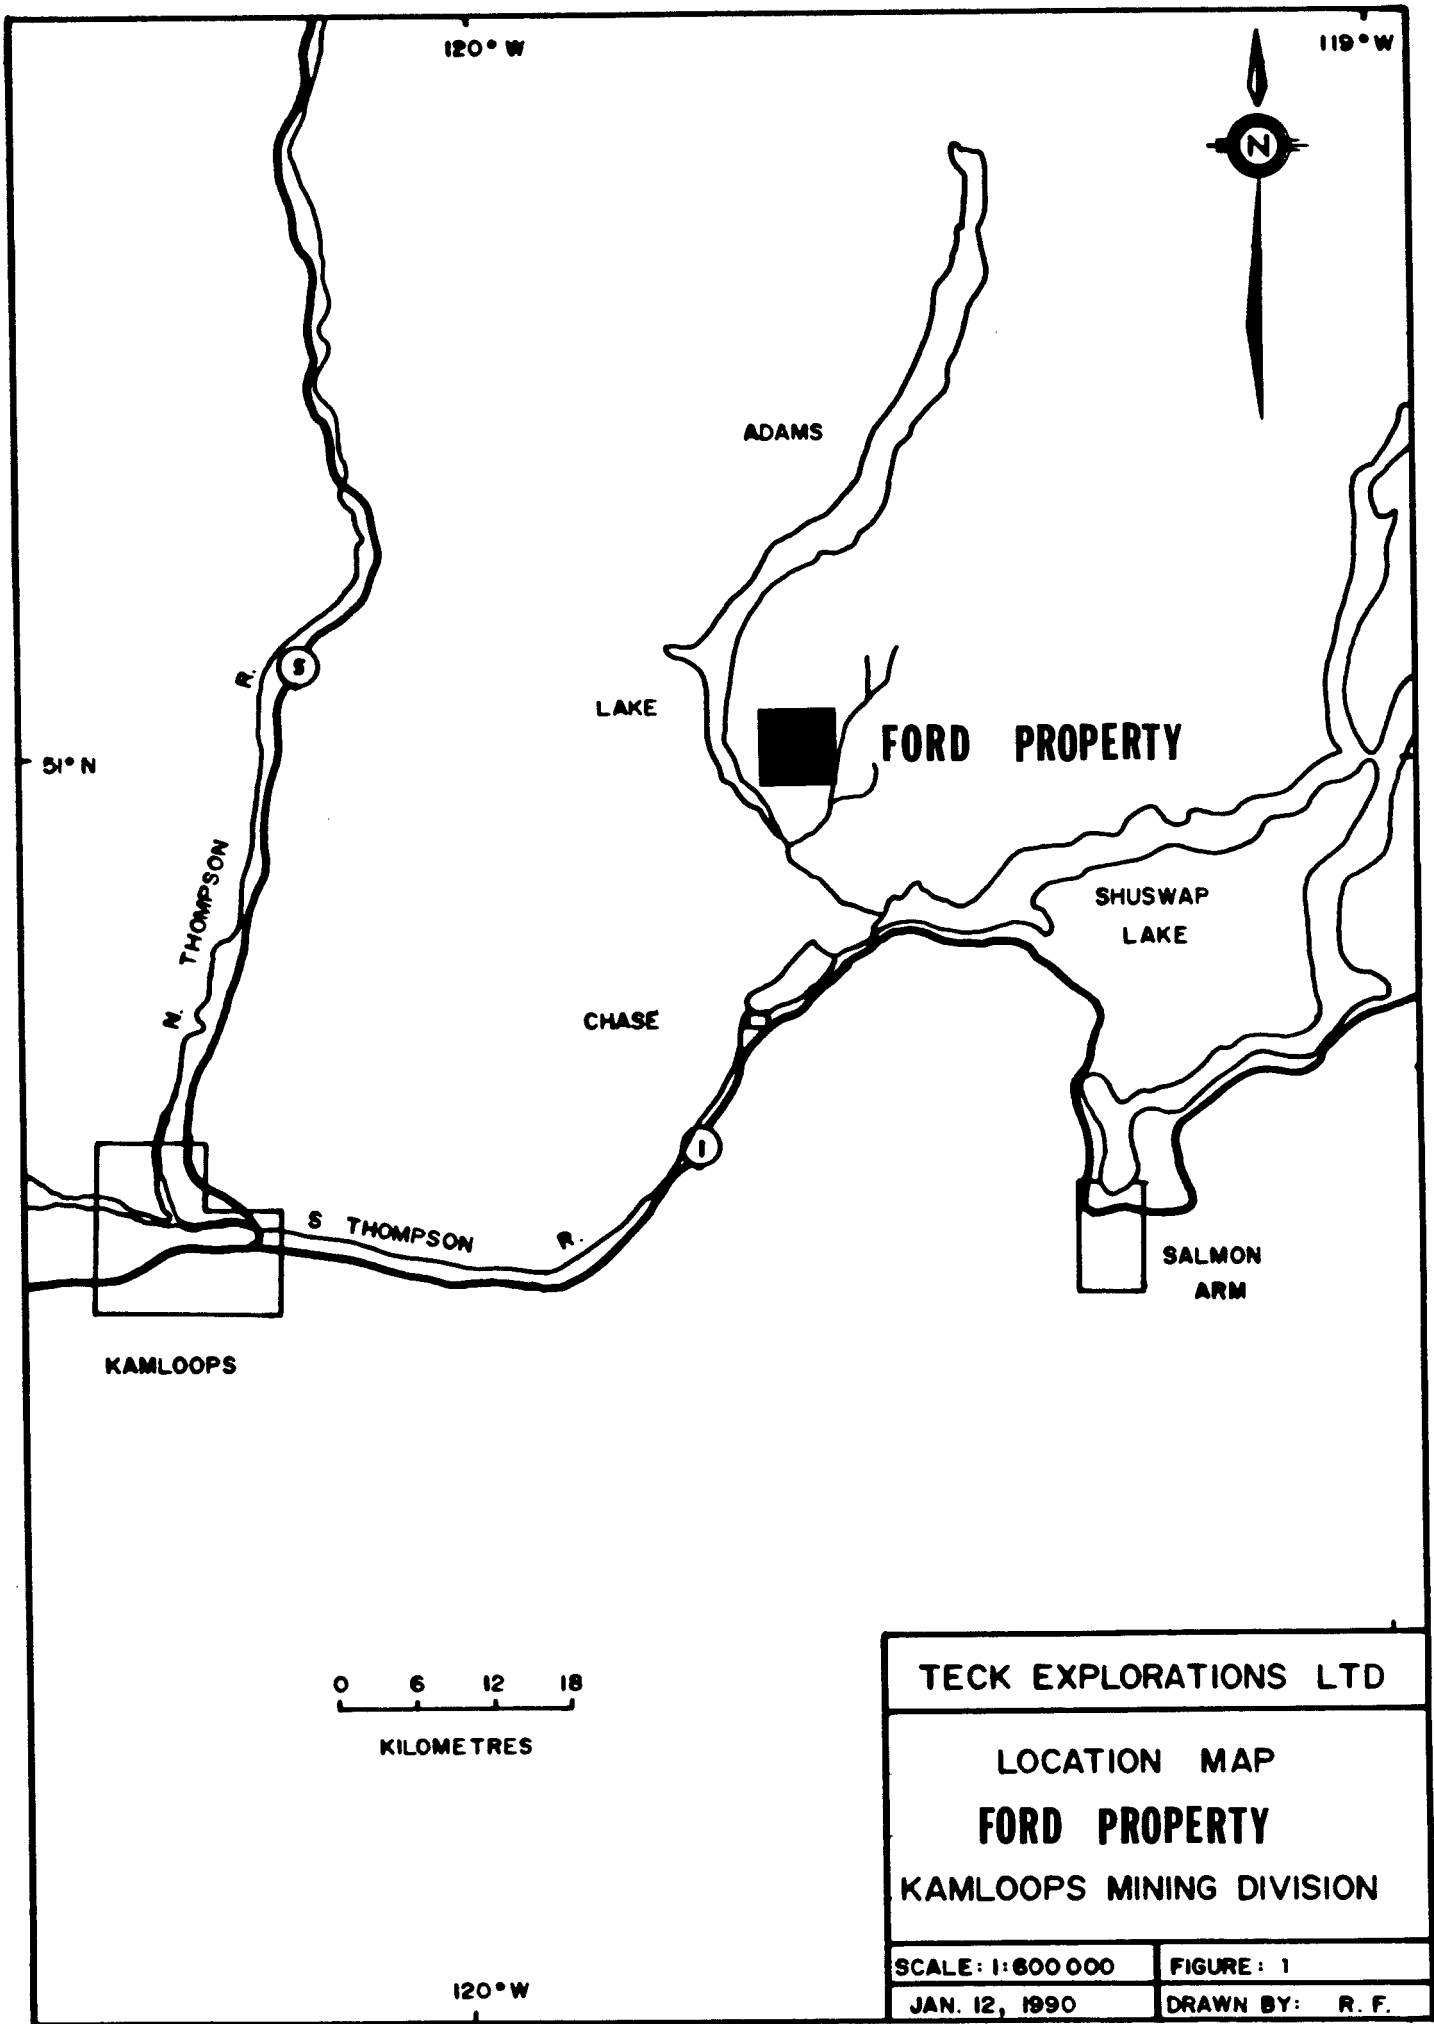 120° W
119° W
N
ADAMS
LAKE
5
R.
FORD PROPERTY
51° N
THOMPSON
N.
SHUSWAP
LAKE
CHASE
1
S THOMPSON R.
SALMON
ARM
KAMLOOPS
0 6 12 18
KILOMETRES
TECK EXPLORATIONS LTD
LOCATION MAP
FORD PROPERTY
KAMLOOPS MINING DIVISION
SCALE: 1:600 000
FIGURE: 1
JAN. 12, 1990
DRAWN BY: R. F.
120° W